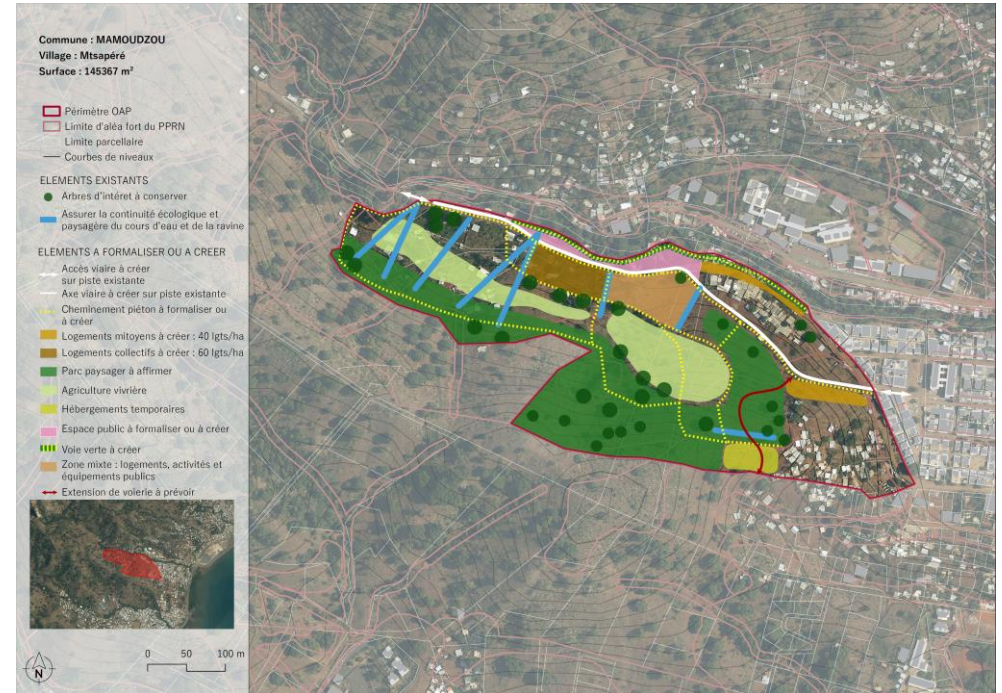 Commune : MAMOUDZOU
Village : Mtsapéré
Surface : 145367 m²
Périmètre OAP
Limite d'aléa fort du PPRN
Limite parcellaire
Courbes de niveaux
ELEMENTS EXISTANTS
Arbres d'intéret à conserver
Assurer la continuité écologique et
paysagère du cours d'eau et de la ravine
ELEMENTS A FORMALISER OU A CREER
Accès viaire à créer
sur piste existante
Axe viaire à créer sur piste existante
Cheminement piéton à formaliser ou
à créer
Logements mitoyens à créer : 40 lgts/ha
Logements collectifs à créer : 60 lgts/ha
Parc paysager à affirmer
Agriculture vivrière
Hébergements temporaires
Espace public à formaliser ou à créer
Voie verte à créer
Zone mixte : logements, activités et
équipements publics
Extension de voierie à prévoir
0 50 100 m
N